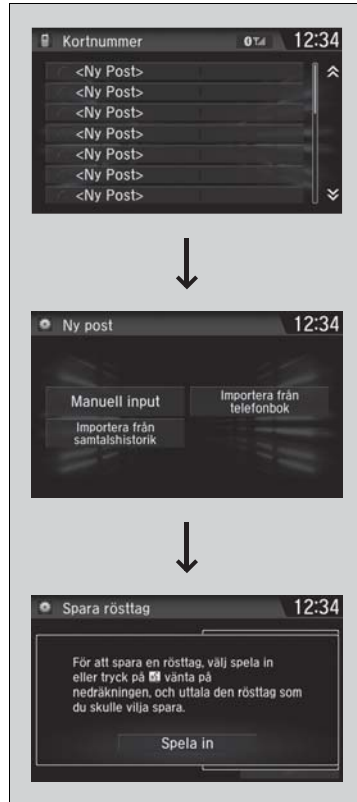 Kortnummer 12:34
<Ny Post>
<Ny Post>
<Ny Post>
<Ny Post>
<Ny Post>
<Ny Post>
<Ny Post>
Ny post 12:34
Manuell input
Importera från
telefonbok
Importera från
samtalshistorik
Spara rösttag 12:34
För att spara en rösttag, välj spela in
eller tryck på vänta på
nedräkningen, och uttala den rösttag som
du skulle vilja spara.
Spela in